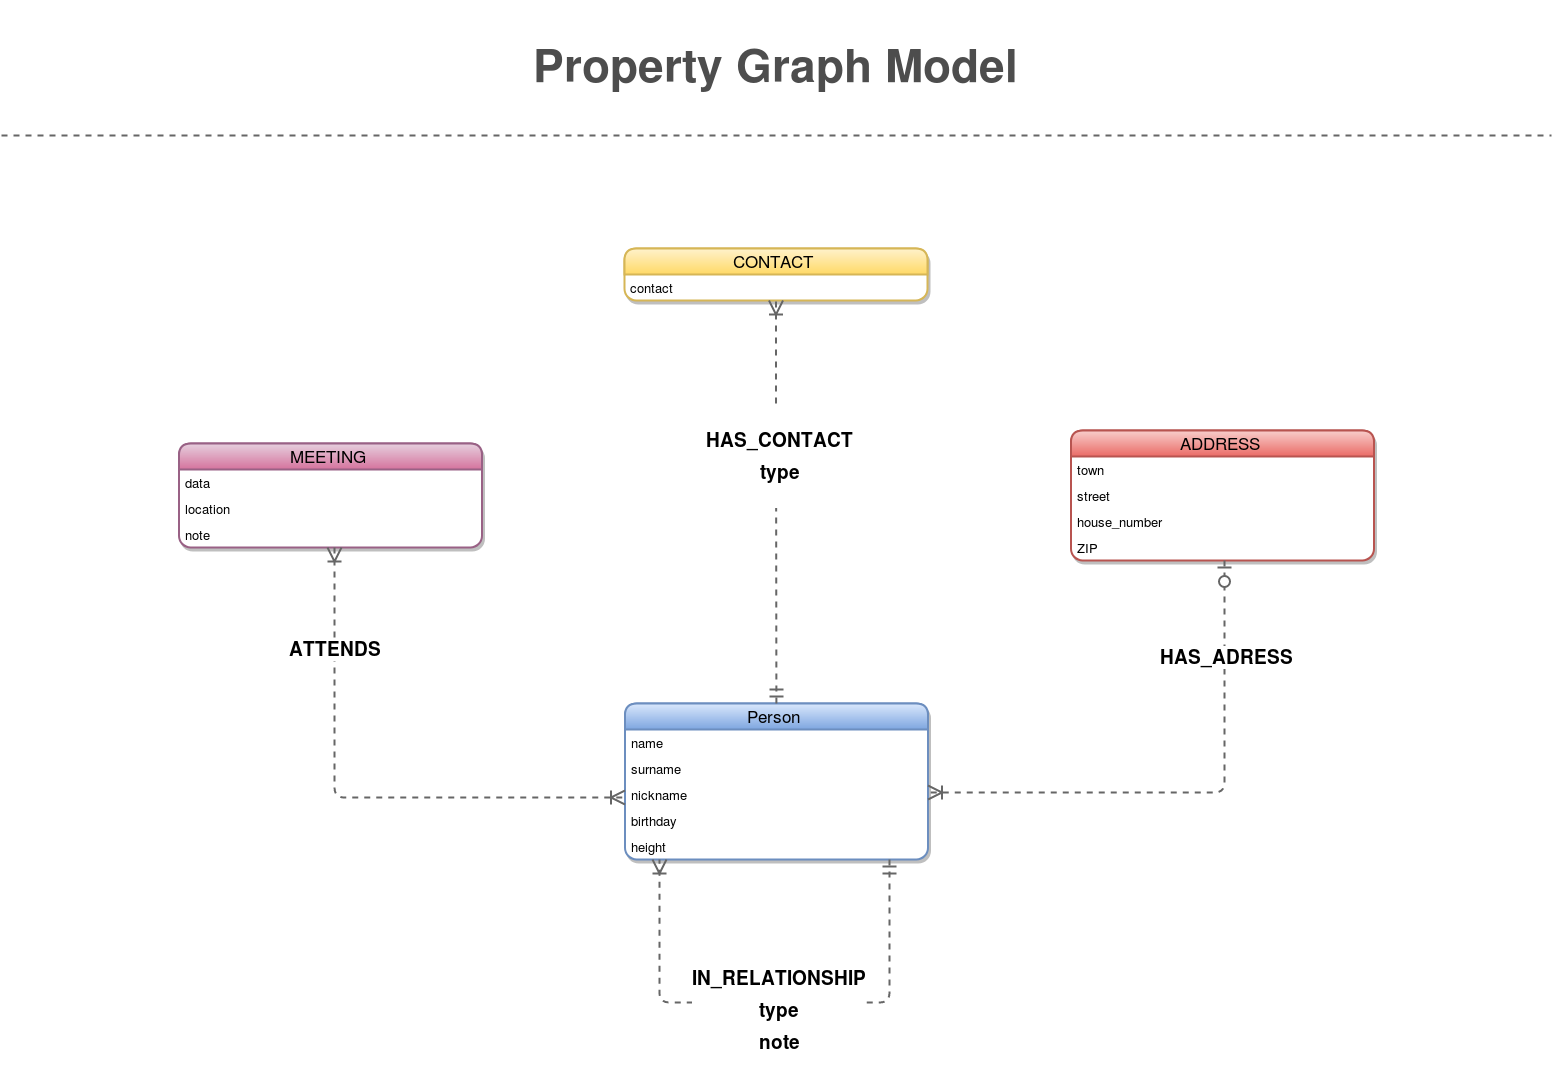 Property Graph Model
CONTACT
contact
HAS_CONTACT
type
MEETING
data
location
note
ADDRESS
town
street
house_number
ZIP
ATTENDS
HAS_ADRESS
Person
name
surname
nickname
birthday
height
IN_RELATIONSHIP
type
note